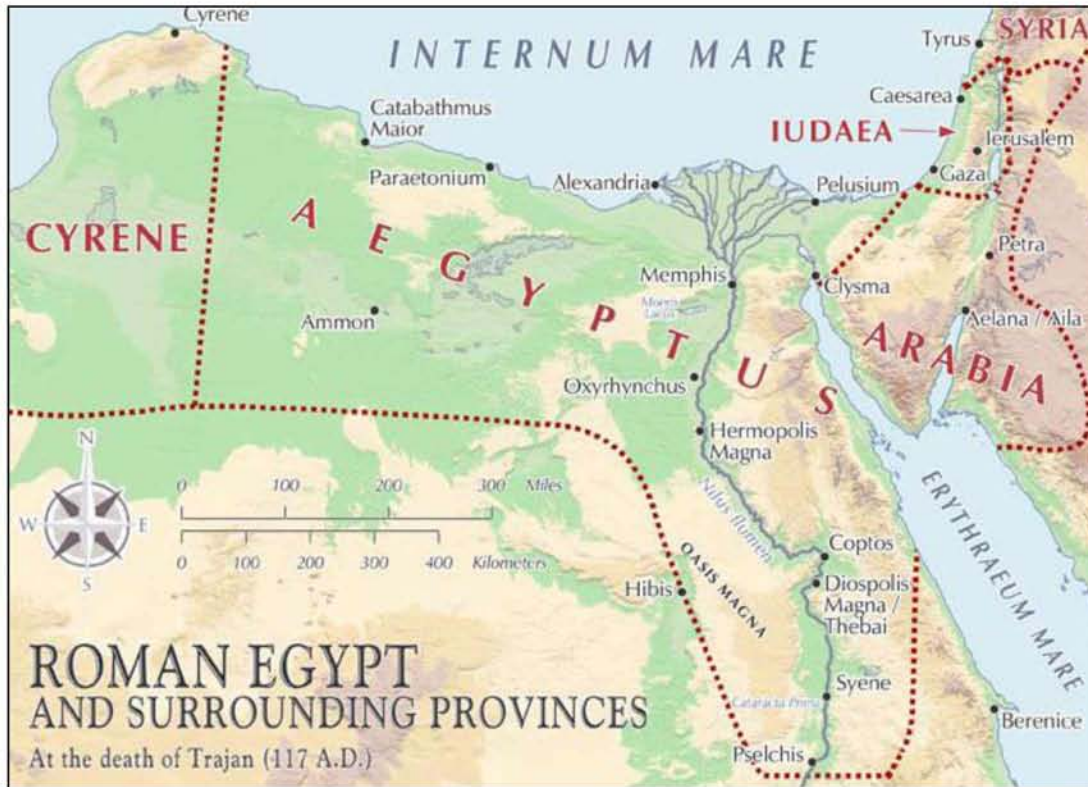 Cyrene
INTERNUM MARE
SYRIA
Tyrus
Caesarea
Catabathmus
Maior
IUDAEA
Ierusalem
Paraetonium
Alexandria
Pelusium
Gaza
CYRENE
AEGYPTUS
Petra
Memphis
Clysma
Moeris
Lacus
Ammon
Aelana / Aila
ARABIA
Oxyrhynchus
Hermopolis
Magna
N
W
E
S
0 100 200 300 Miles
0 100 200 300 400 Kilometers
Nilus flumen
ERYTHRAEUM MARE
OASIS MAGNA
Coptos
Hibis
Diospolis
Magna /
Thebai
ROMAN EGYPT
AND SURROUNDING PROVINCES
At the death of Trajan (117 A.D.)
Syene
Cataracta Prima
Berenice
Pselchis